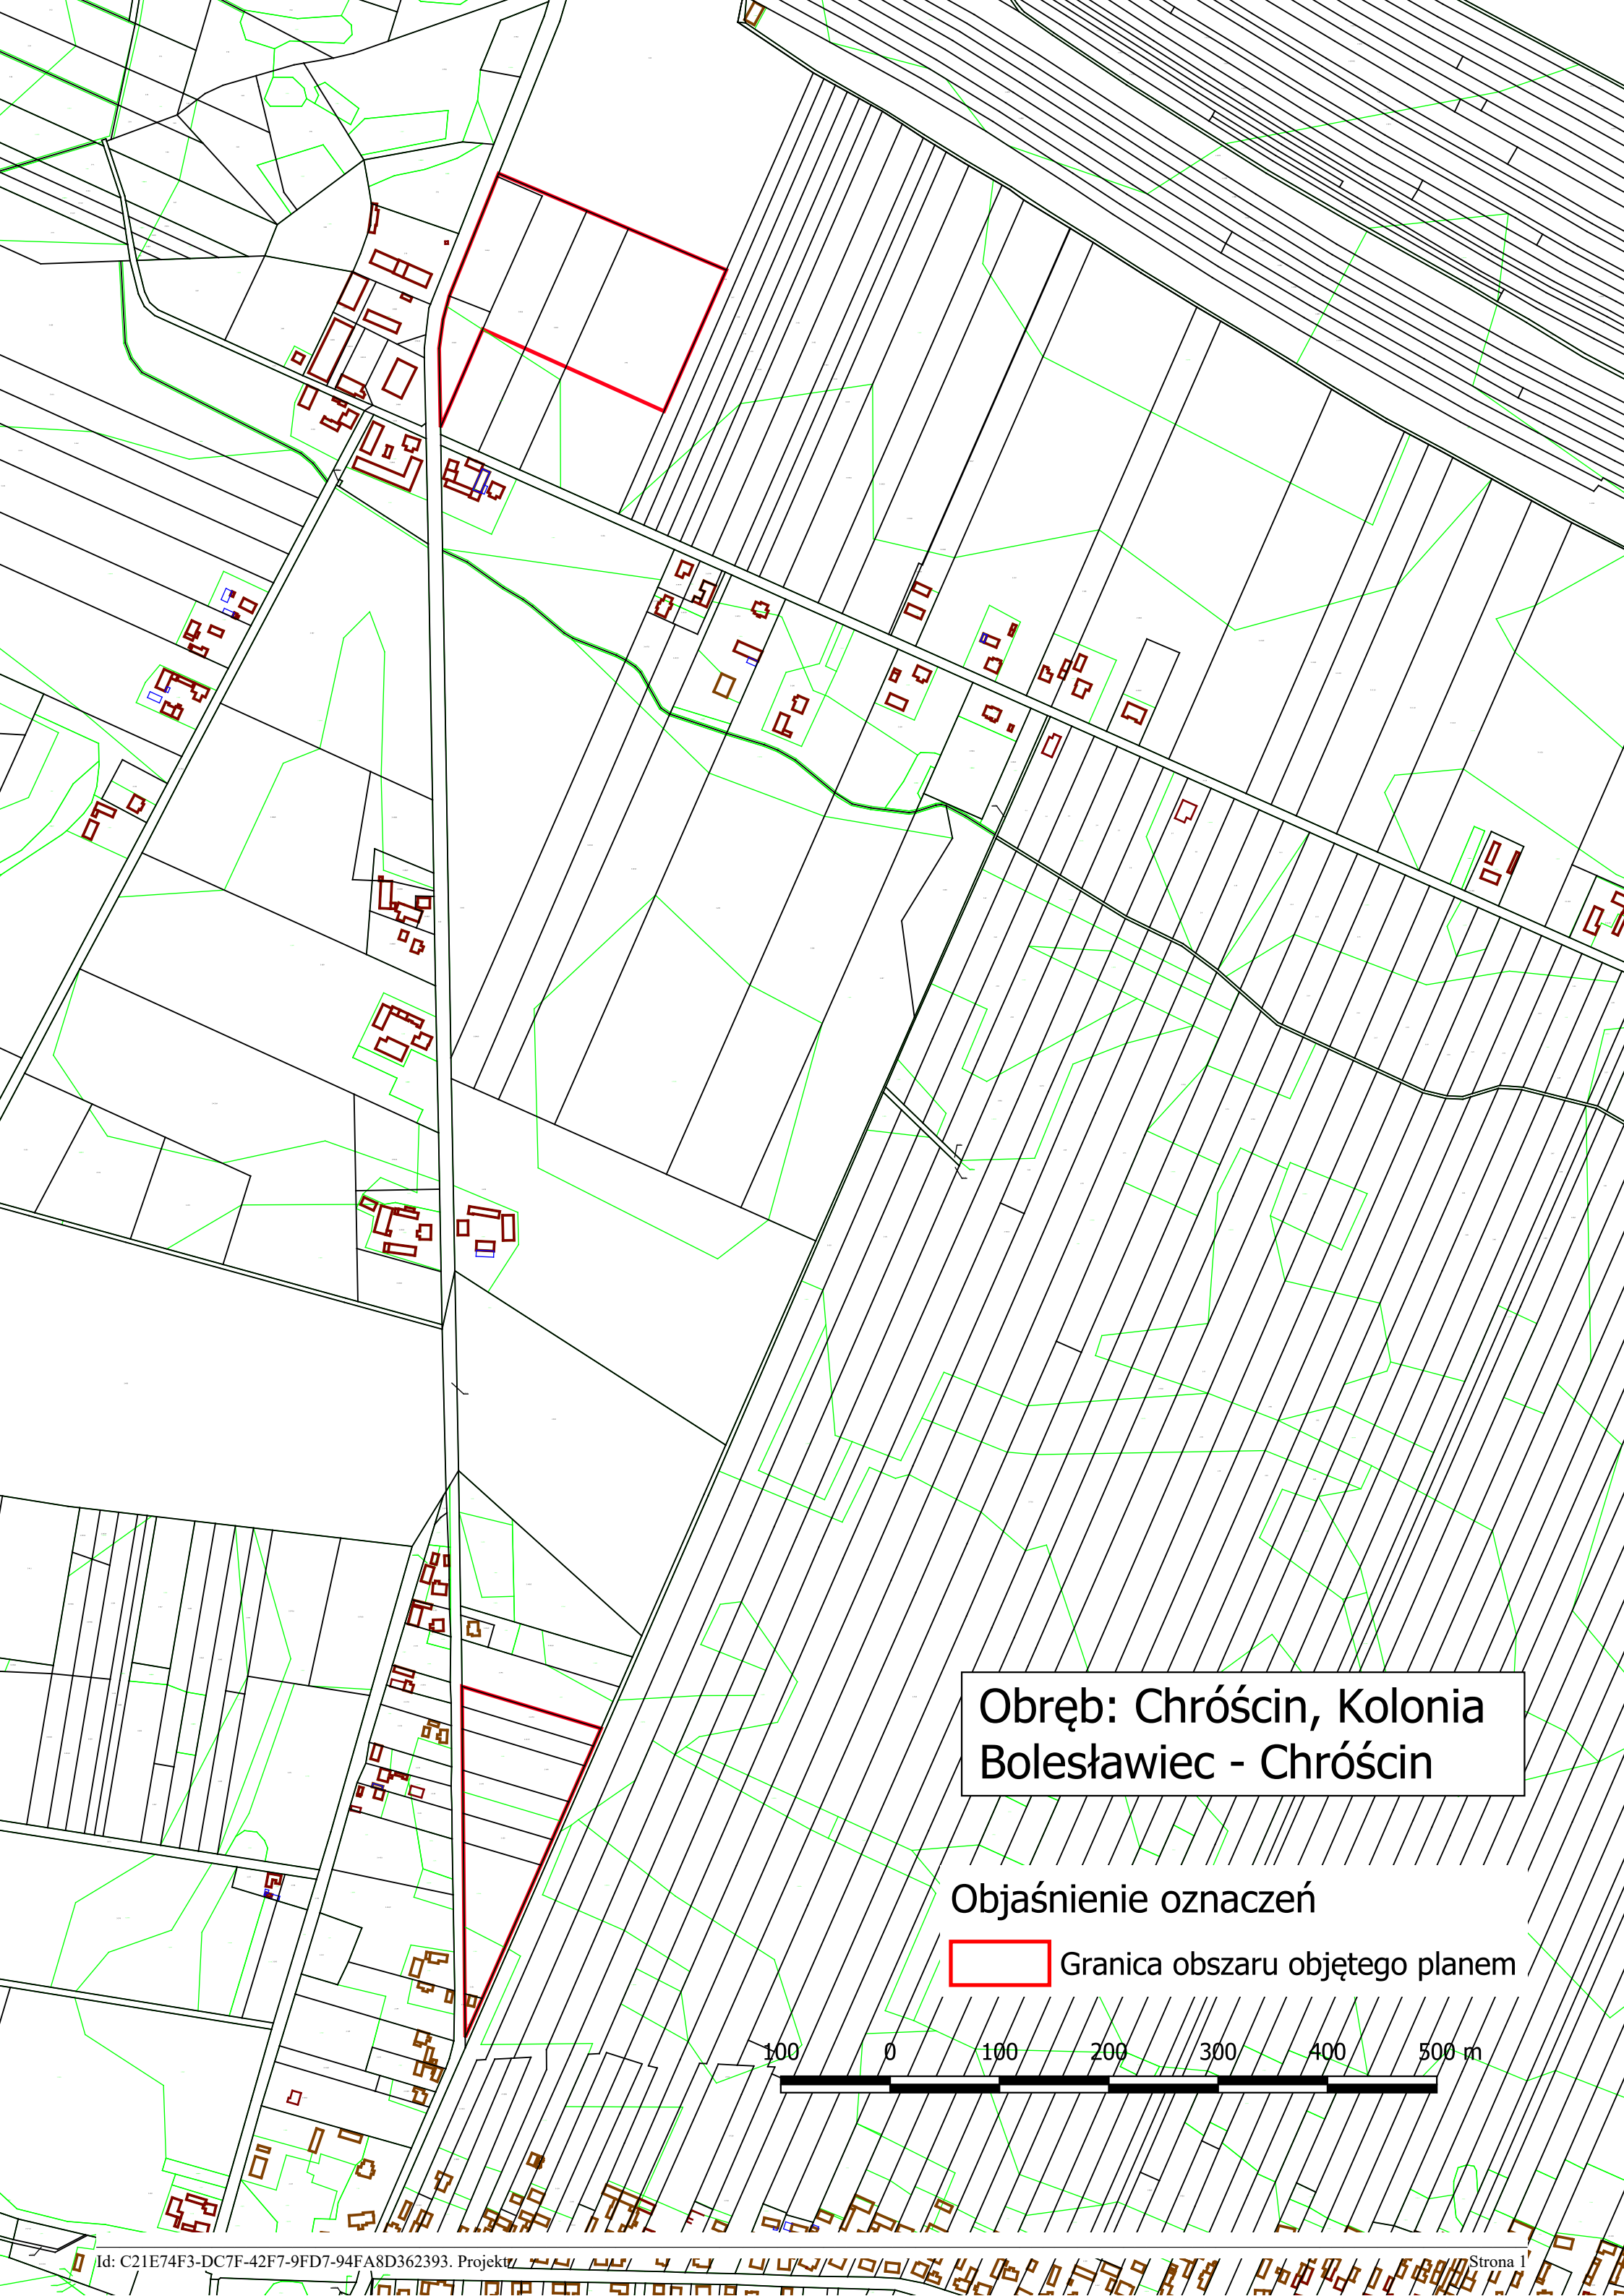 Obręb: Chróścin, Kolonia
Bolesławiec - Chróścin
Objaśnienie oznaczeń
Granica obszaru objętego planem
100 0 100 200 300 400 500 m
Id: C21E74F3-DC7F-42F7-9FD7-94FA8D362393. Projekt
Strona 1